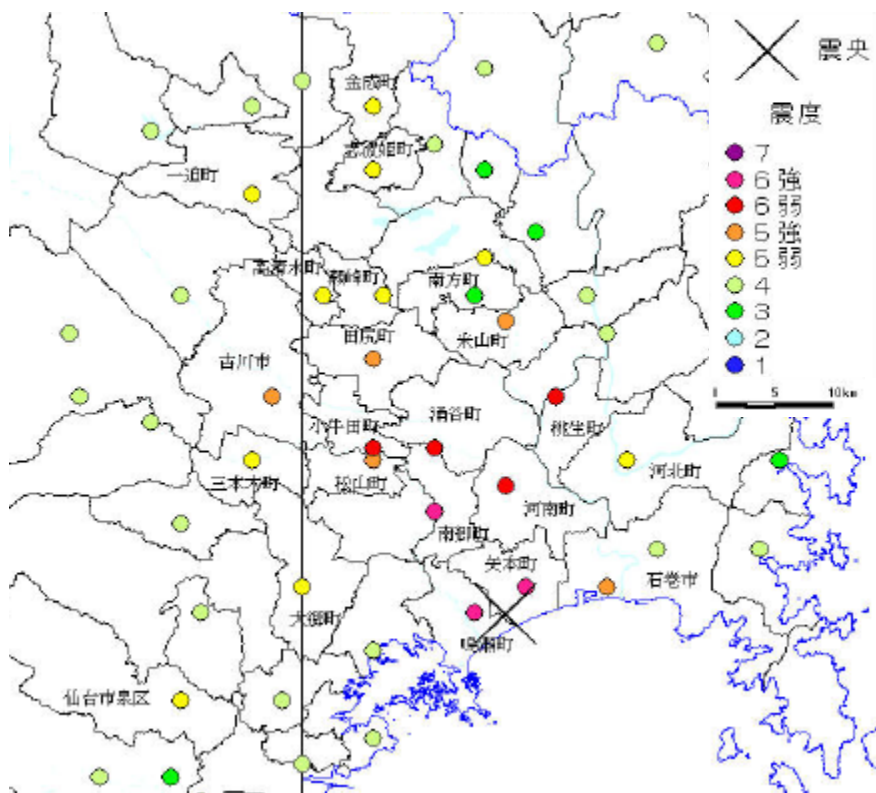 震央
震度
7
6強
6弱
5強
5弱
4
3
2
1
0 5 10km
金成町
志波姫町
一迫町
高清水町
瀬峰町
南方町
米山町
田尻町
古川市
涌谷町
小牛田町
桃生町
三本木町
松山町
河北町
河南町
南郷町
矢本町
石巻市
大郷町
鳴瀬町
仙台市泉区